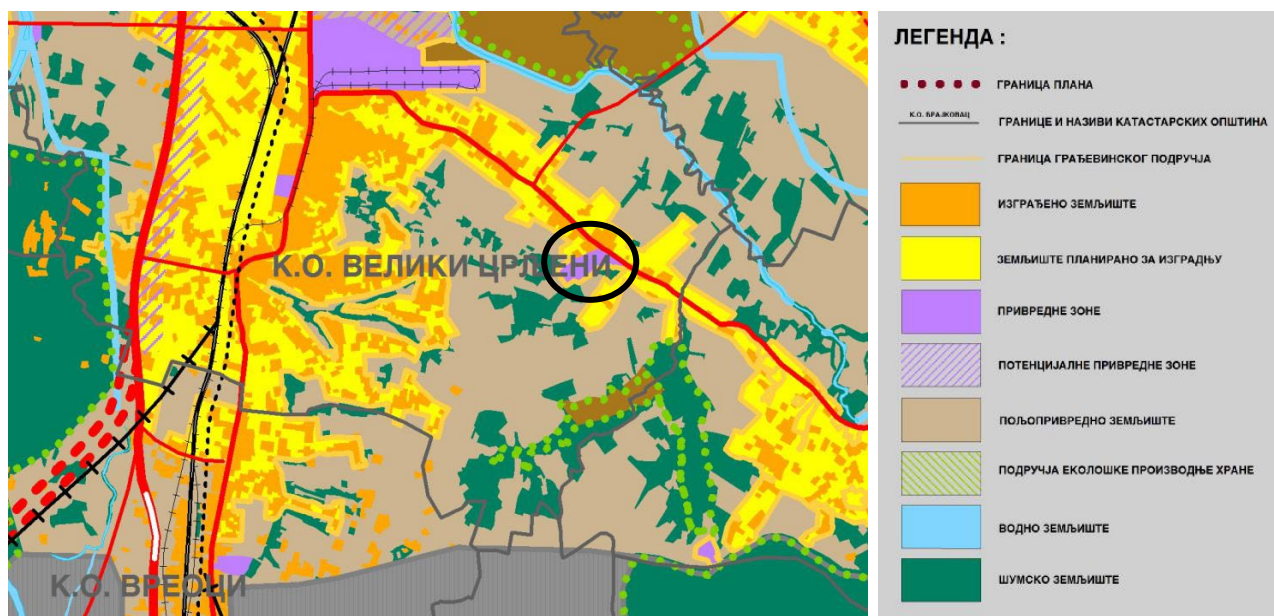 К.О. ВЕЛИКИ ЦРЉЕНИ
К.О. ВРЕОЦИ
ЛЕГЕНДА :
ГРАНИЦА ПЛАНА
К.О. БРАЈКОВАЦ
ГРАНИЦЕ И НАЗИВИ КАТАСТАРСКИХ ОПШТИНА
ГРАНИЦА ГРАЂЕВИНСКОГ ПОДРУЧЈА
ИЗГРАЂЕНО ЗЕМЉИШТЕ
ЗЕМЉИШТЕ ПЛАНИРАНО ЗА ИЗГРАДЊУ
ПРИВРЕДНЕ ЗОНЕ
ПОТЕНЦИЈАЛНЕ ПРИВРЕДНЕ ЗОНЕ
ПОЉОПРИВРЕДНО ЗЕМЉИШТЕ
ПОДРУЧЈА ЕКОЛОШКЕ ПРОИЗВОДЊЕ ХРАНЕ
ВОДНО ЗЕМЉИШТЕ
ШУМСКО ЗЕМЉИШТЕ